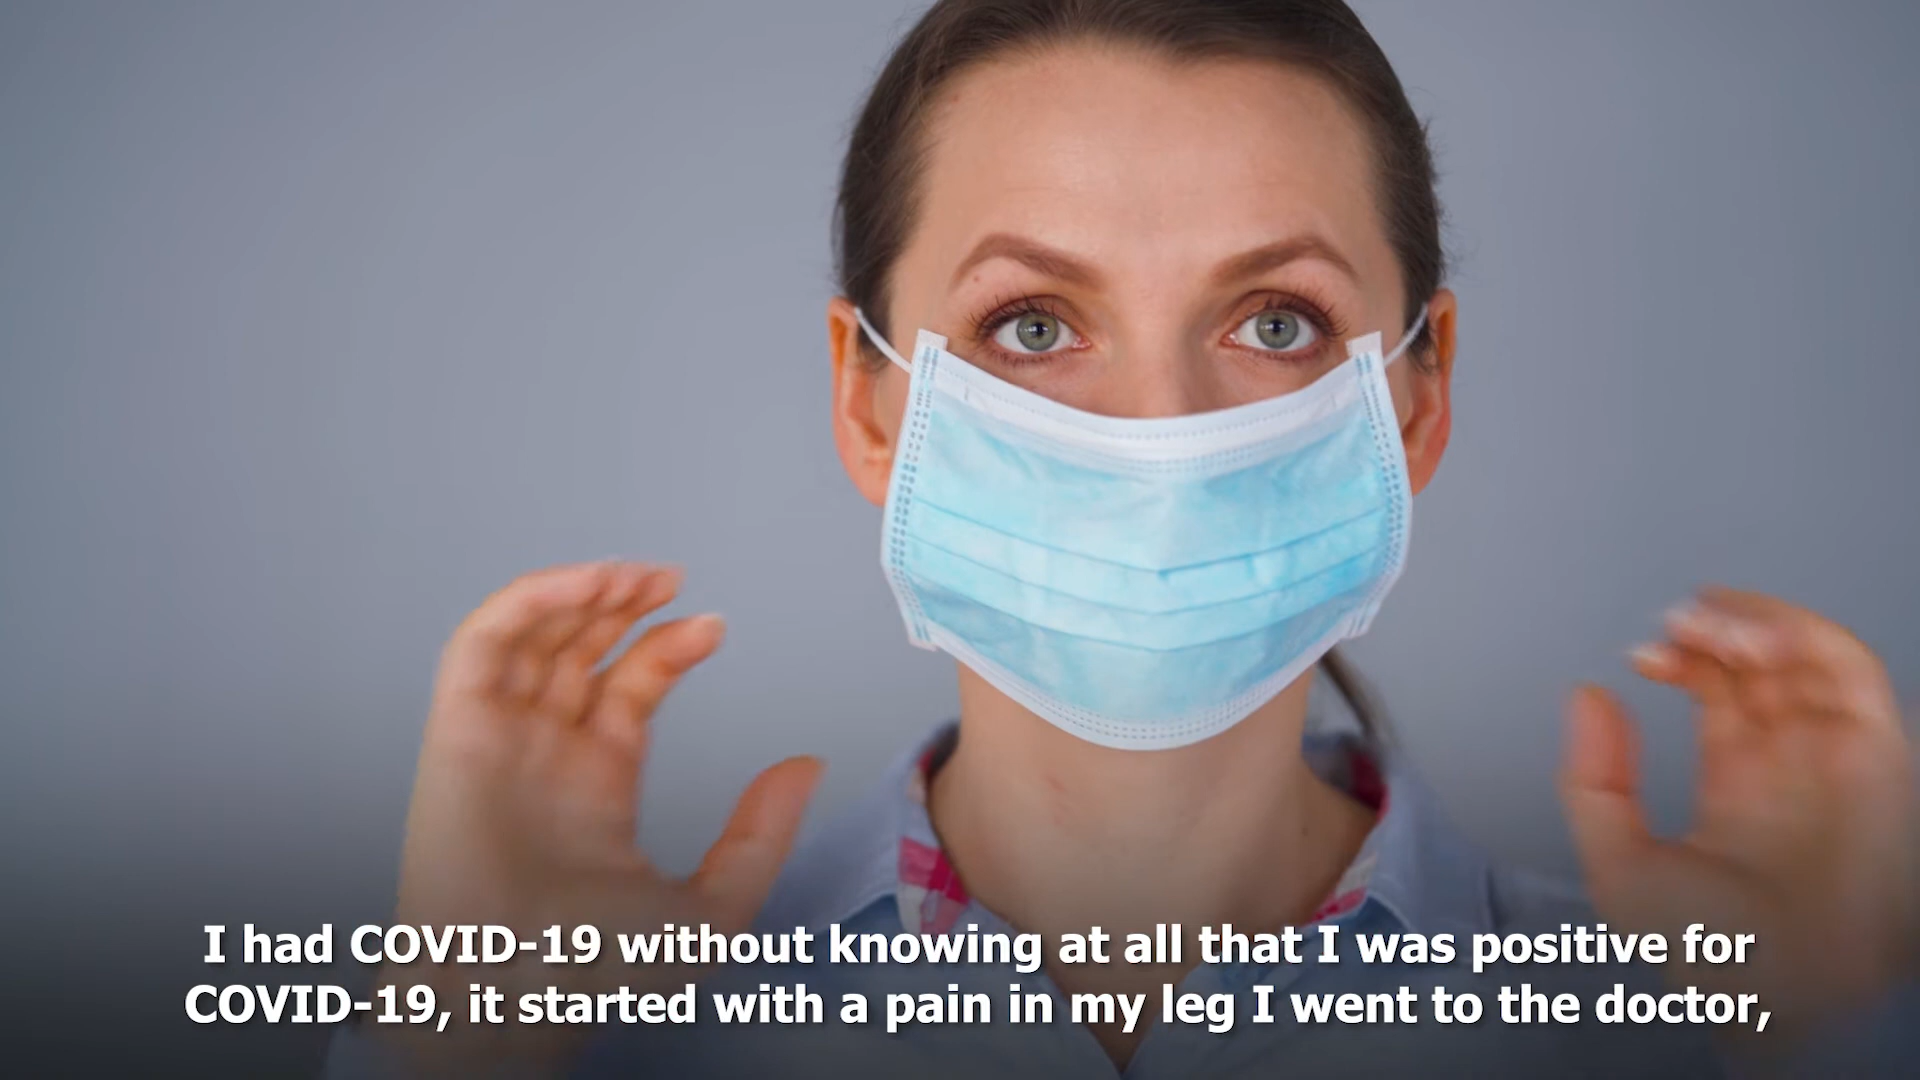 I had COVID-19 without knowing at all that I was positive for
COVID-19, it started with a pain in my leg I went to the doctor,